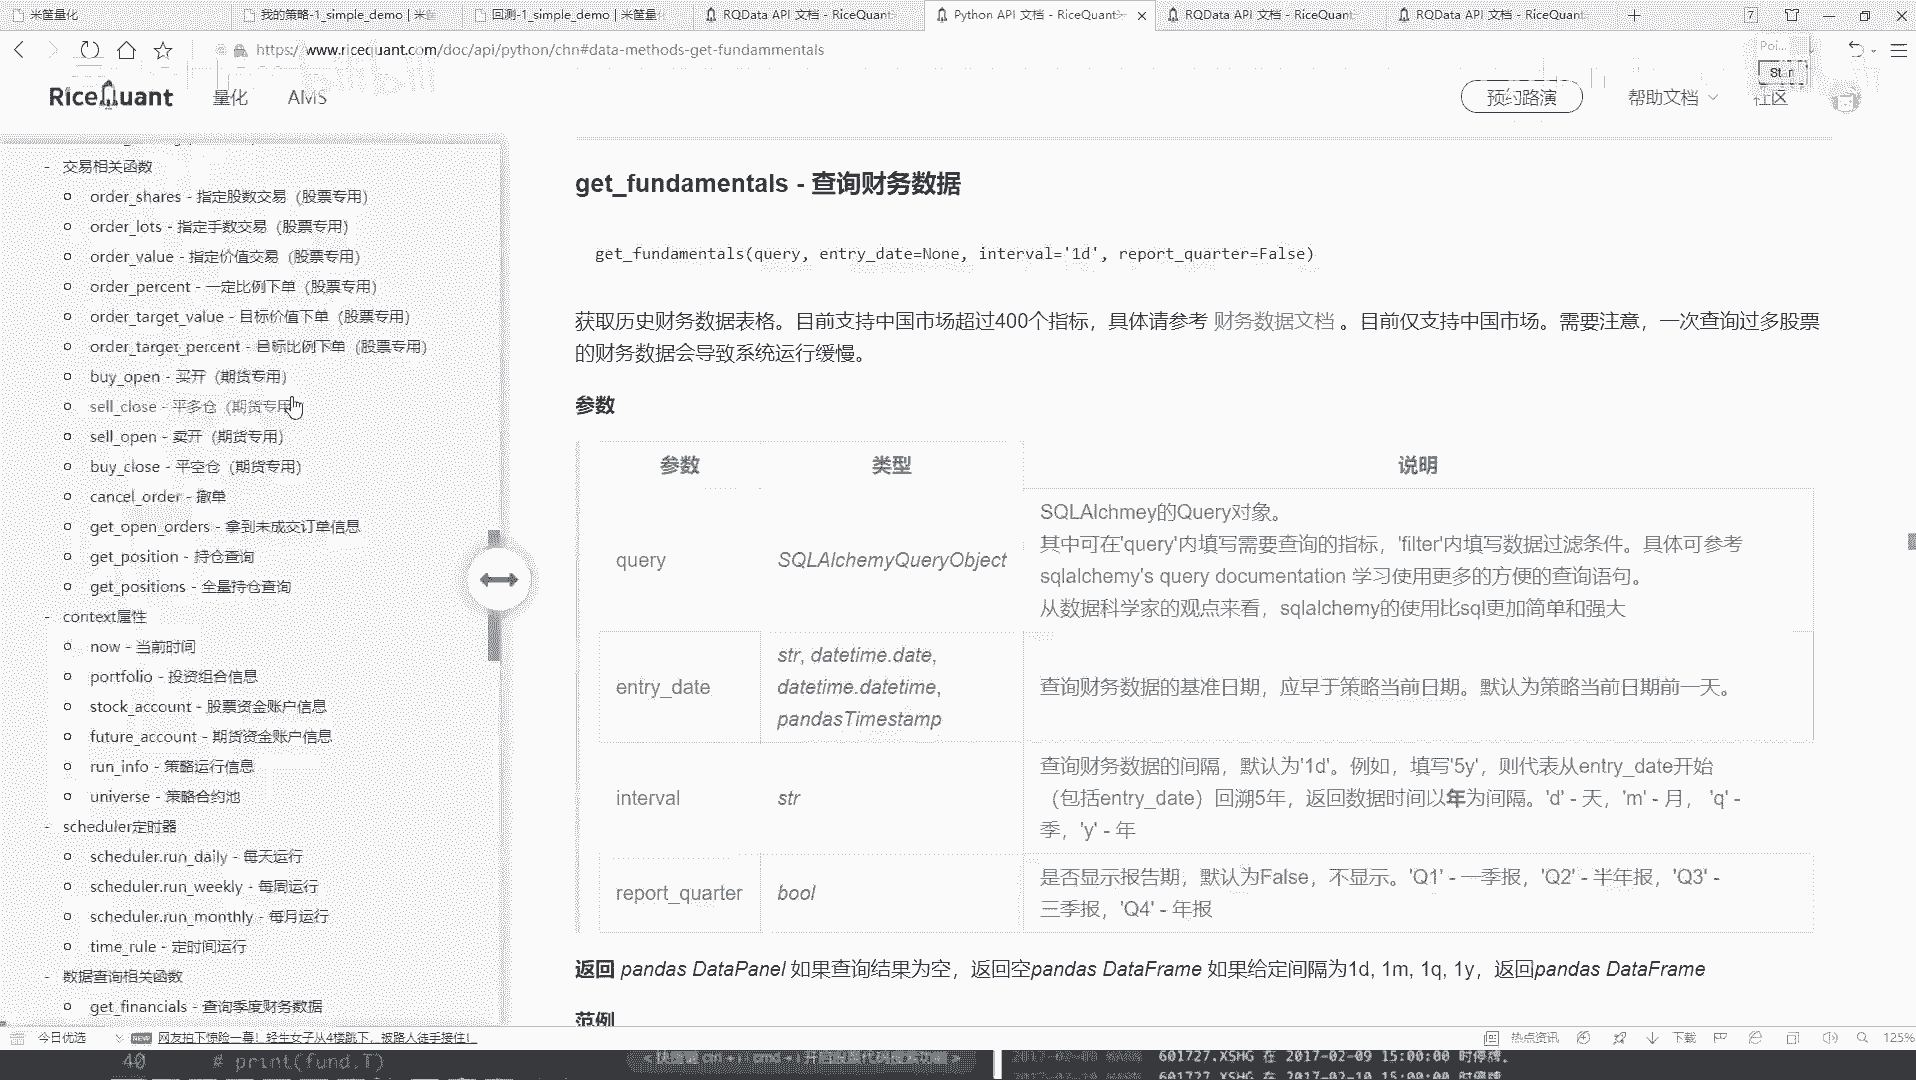 米筐量化
我的策略-1_simple_demo | 米筐
回测-1_simple_demo | 米筐量化
RQData API 文档 - RiceQuant
Python API 文档 - RiceQuant
RQData API 文档 - RiceQuant
RQData API 文档 - RiceQuant
7
https://www.ricequant.com/doc/api/python/chn#data-methods-get-fundammentals
RiceQuant
量化
AMS
预约路演
帮助文档
社区
- 交易相关函数
order_shares - 指定股数交易（股票专用）
order_lots - 指定手数交易（股票专用）
order_value - 指定价值交易（股票专用）
order_percent - 一定比例下单（股票专用）
order_target_value - 目标价值下单（股票专用）
order_target_percent - 目标比例下单（股票专用）
buy_open - 买开（期货专用）
sell_close - 平多仓（期货专用）
sell_open - 卖开（期货专用）
buy_close - 平空仓（期货专用）
cancel_order - 撤单
get_open_orders - 拿到未成交订单信息
get_position - 持仓查询
get_positions - 全量持仓查询
- context属性
now - 当前时间
portfolio - 投资组合信息
stock_account - 股票资金账户信息
future_account - 期货资金账户信息
run_info - 策略运行信息
universe - 策略合约池
- scheduler定时器
scheduler.run_daily - 每天运行
scheduler.run_weekly - 每周运行
scheduler.run_monthly - 每月运行
time_rule - 定时间运行
- 数据查询相关函数
get_financials - 查询季度财务数据
get_fundamentals - 查询财务数据
get_fundamentals(query, entry_date=None, interval='1d', report_quarter=False)
获取历史财务数据表格。目前支持中国市场超过400个指标，具体请参考 财务数据文档 。目前仅支持中国市场。需要注意，一次查询过多股票
的财务数据会导致系统运行缓慢。
参数
参数 类型 说明
query SQLAlchemyQueryObject
SQLAlchmey的Query对象。
其中可在'query'内填写需要查询的指标，'filter'内填写数据过滤条件。具体可参考
sqlalchemy's query documentation 学习使用更多的方便的查询语句。
从数据科学家的观点来看，sqlalchemy的使用比sql更加简单和强大
entry_date
str, datetime.date,
datetime.datetime,
pandasTimestamp
查询财务数据的基准日期，应早于策略当前日期。默认为策略当前日期前一天。
interval
str
查询财务数据的间隔，默认为'1d'。例如，填写'5y'，则代表从entry_date开始
（包括entry_date）回溯5年，返回数据时间以年为间隔。'd' - 天，'m' - 月， 'q' -
季，'y' - 年
report_quarter
bool
是否显示报告期，默认为False，不显示。'Q1' - 一季报，'Q2' - 半年报，'Q3' -
三季报，'Q4' - 年报
返回 pandas DataPanel 如果查询结果为空，返回空pandas DataFrame 如果给定间隔为1d, 1m, 1q, 1y，返回pandas DataFrame
范例
今日优选
NEW
网友拍下惊险一幕！轻生女子从4楼跳下，被路人徒手接住！
热点资讯
下载
125%
40 # print(fund.T)
601727.XSHG 在 2017-02-09 15:00:00 时停牌。
601727.XSHG 在 2017-02-10 15:00:00 时停牌。